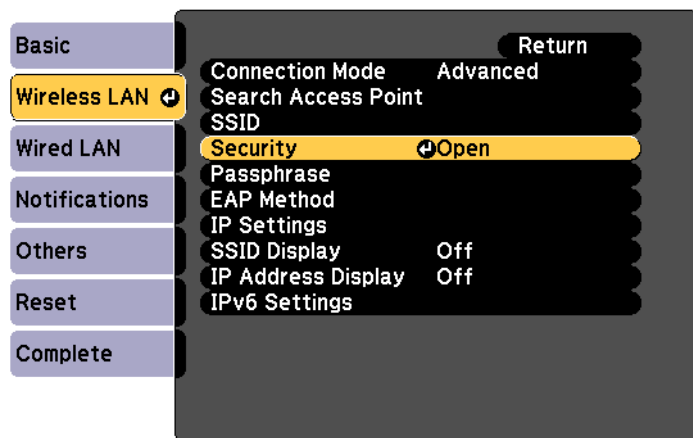 Basic
Wireless LAN
Wired LAN
Notifications
Others
Reset
Complete
Return
Connection Mode Advanced
Search Access Point
SSID
Security Open
Passphrase
EAP Method
IP Settings
SSID Display Off
IP Address Display Off
IPv6 Settings